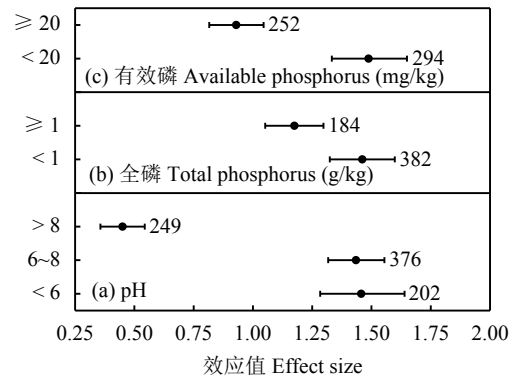 ≥ 20 252
< 20 294
(c) 有效磷 Available phosphorus (mg/kg)
≥ 1 184
< 1 382
(b) 全磷 Total phosphorus (g/kg)
> 8 249
6~8 376
< 6 202
(a) pH
0.25 0.50 0.75 1.00 1.25 1.50 1.75 2.00
效应值 Effect size